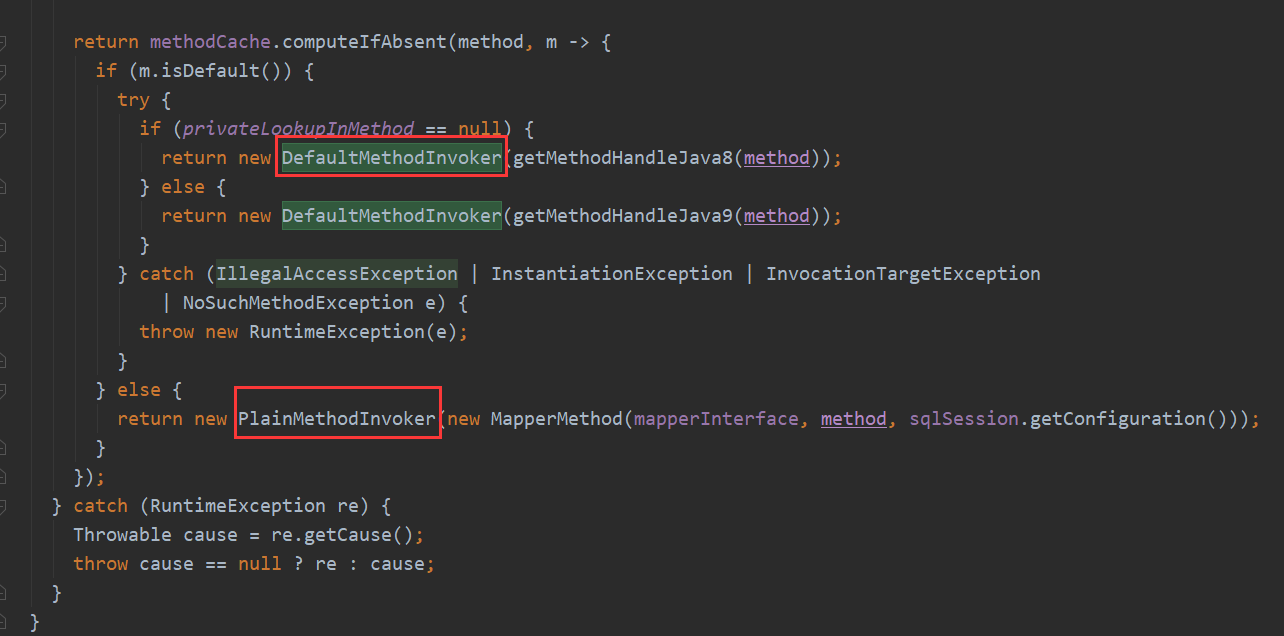 return methodCache.computeIfAbsent(method, m -> {
if (m.isDefault()) {
try {
if (privateLookupInMethod == null) {
return new DefaultMethodInvoker(getMethodHandleJava8(method));
} else {
return new DefaultMethodInvoker(getMethodHandleJava9(method));
}
} catch (IllegalAccessException | InstantiationException | InvocationTargetException
| NoSuchMethodException e) {
throw new RuntimeException(e);
}
} else {
return new PlainMethodInvoker(new MapperMethod(mapperInterface, method, sqlSession.getConfiguration()));
}
});
} catch (RuntimeException re) {
Throwable cause = re.getCause();
throw cause == null ? re : cause;
}
}